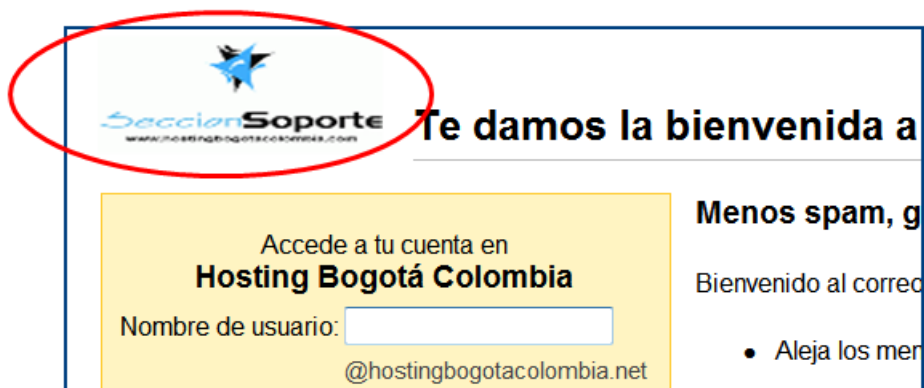 SeccionSoporte
www.hostingbogotacolombia.com
Te damos la bienvenida a
Accede a tu cuenta en
Hosting Bogotá Colombia
Nombre de usuario:
@hostingbogotacolombia.net
Menos spam, g
Bienvenido al correo
Aleja los men